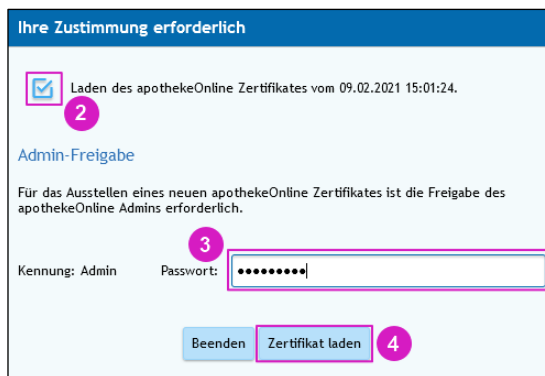 Ihre Zustimmung erforderlich
Laden des apothekeOnline Zertifikates vom 09.02.2021 15:01:24.
2
Admin-Freigabe
Für das Ausstellen eines neuen apothekeOnline Zertifikates ist die Freigabe des
apothekeOnline Admins erforderlich.
3
Kennung: Admin Passwort: •••••••••
Beenden Zertifikat laden 4